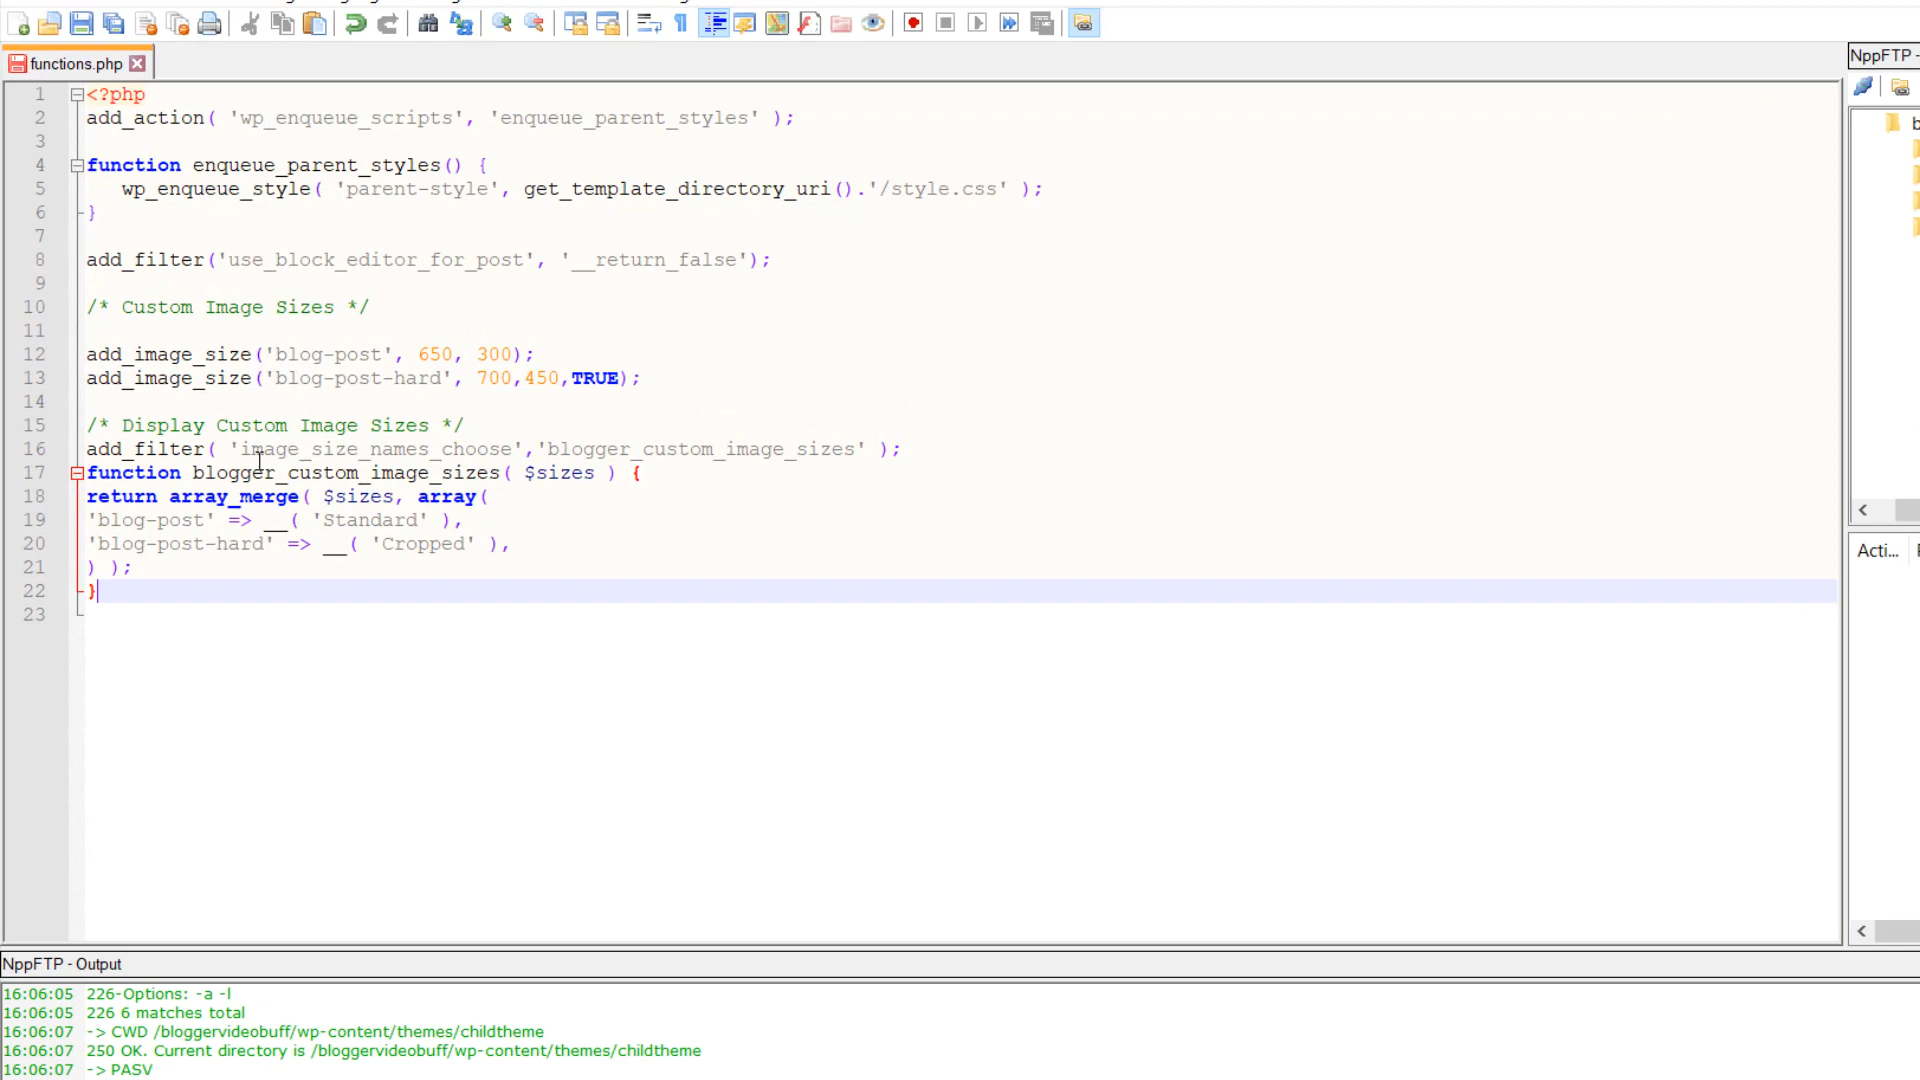 functions.php
NppFTP -
1 <?php
2 add_action( 'wp_enqueue_scripts', 'enqueue_parent_styles' );
3
4 function enqueue_parent_styles() {
5 wp_enqueue_style( 'parent-style', get_template_directory_uri().'/style.css' );
6 }
7
8 add_filter('use_block_editor_for_post', '__return_false');
9
10 /* Custom Image Sizes */
11
12 add_image_size('blog-post', 650, 300);
13 add_image_size('blog-post-hard', 700,450,TRUE);
14
15 /* Display Custom Image Sizes */
16 add_filter( 'image_size_names_choose','blogger_custom_image_sizes' );
17 function blogger_custom_image_sizes( $sizes ) {
18 return array_merge( $sizes, array(
19 'blog-post' => __( 'Standard' ),
20 'blog-post-hard' => __( 'Cropped' ),
21 ) );
22 }
23
Acti...
NppFTP - Output
16:06:05 226-Options: -a -l
16:06:05 226 6 matches total
16:06:07 -> CWD /bloggervideobuff/wp-content/themes/childtheme
16:06:07 250 OK. Current directory is /bloggervideobuff/wp-content/themes/childtheme
16:06:07 -> PASV